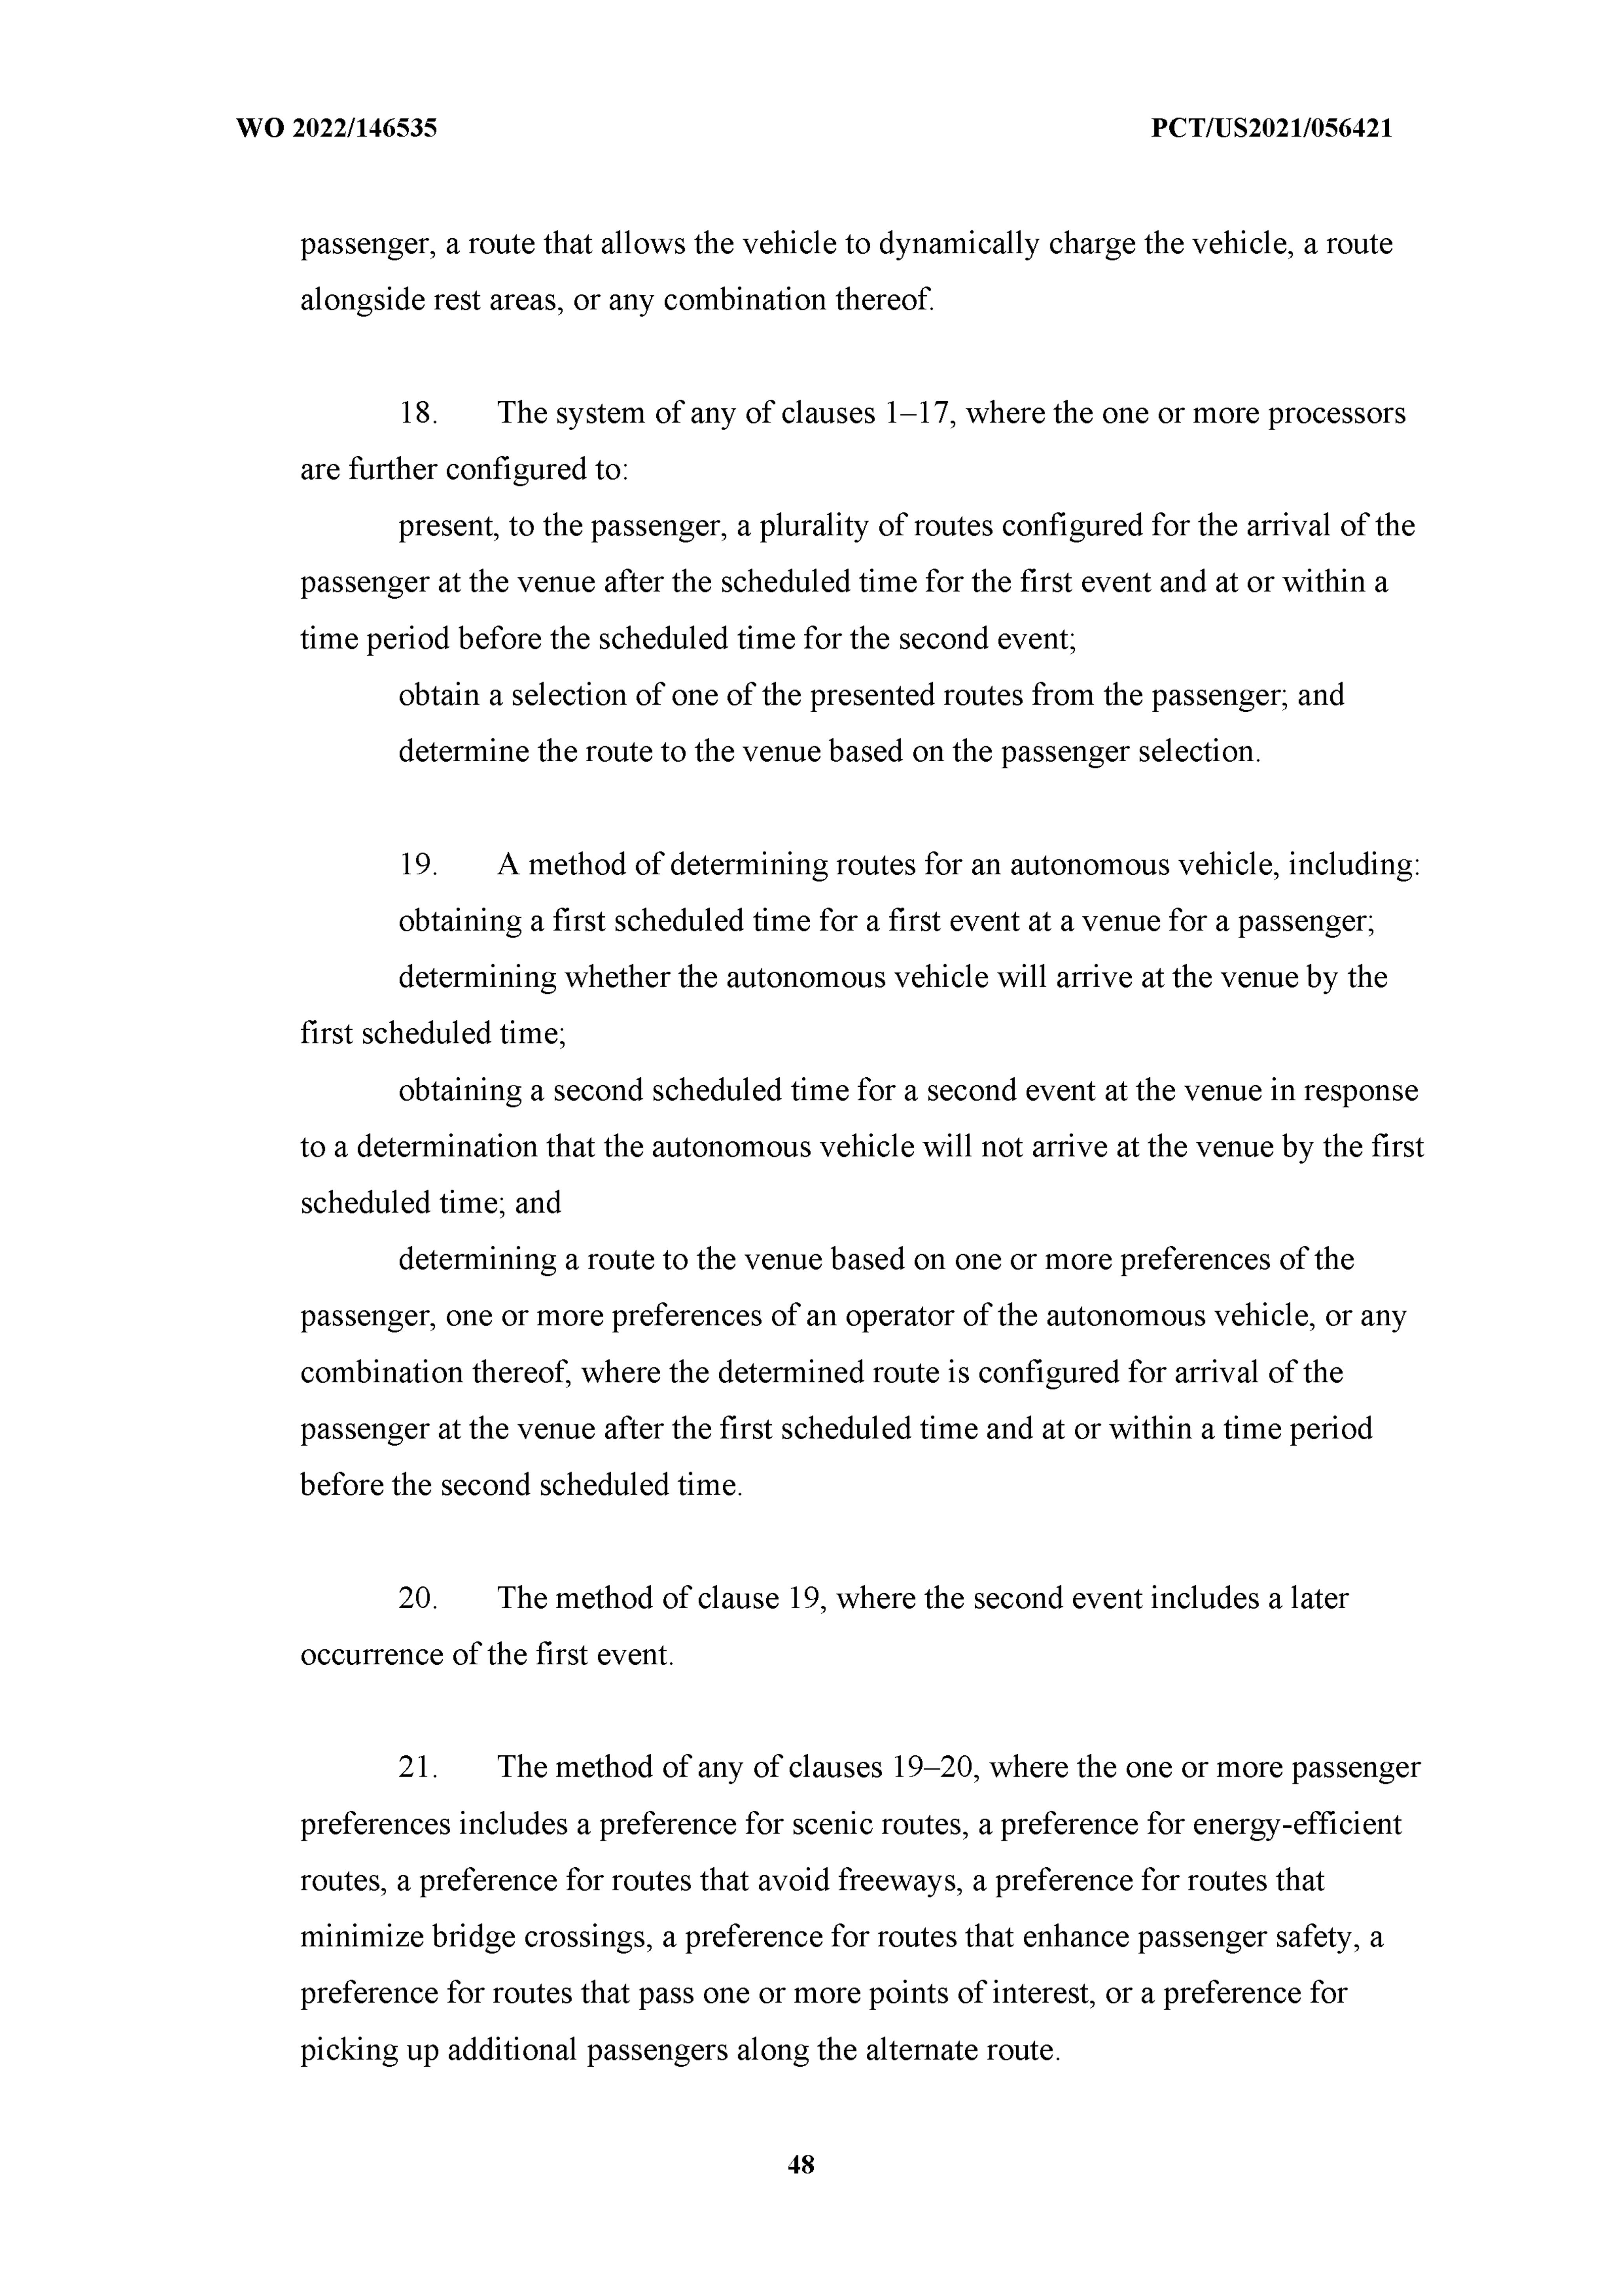 WO 2022/146535 PCT/US2021/056421
passenger, a route that allows the vehicle to dynamically charge the vehicle, a route
alongside rest areas, or any combination thereof.
18. The system of any of clauses 1–17, where the one or more processors
are further configured to:
present, to the passenger, a plurality of routes configured for the arrival of the
passenger at the venue after the scheduled time for the first event and at or within a
time period before the scheduled time for the second event;
obtain a selection of one of the presented routes from the passenger; and
determine the route to the venue based on the passenger selection.
19. A method of determining routes for an autonomous vehicle, including:
obtaining a first scheduled time for a first event at a venue for a passenger;
determining whether the autonomous vehicle will arrive at the venue by the
first scheduled time;
obtaining a second scheduled time for a second event at the venue in response
to a determination that the autonomous vehicle will not arrive at the venue by the first
scheduled time; and
determining a route to the venue based on one or more preferences of the
passenger, one or more preferences of an operator of the autonomous vehicle, or any
combination thereof, where the determined route is configured for arrival of the
passenger at the venue after the first scheduled time and at or within a time period
before the second scheduled time.
20. The method of clause 19, where the second event includes a later
occurrence of the first event.
21. The method of any of clauses 19–20, where the one or more passenger
preferences includes a preference for scenic routes, a preference for energy-efficient
routes, a preference for routes that avoid freeways, a preference for routes that
minimize bridge crossings, a preference for routes that enhance passenger safety, a
preference for routes that pass one or more points of interest, or a preference for
picking up additional passengers along the alternate route.
48